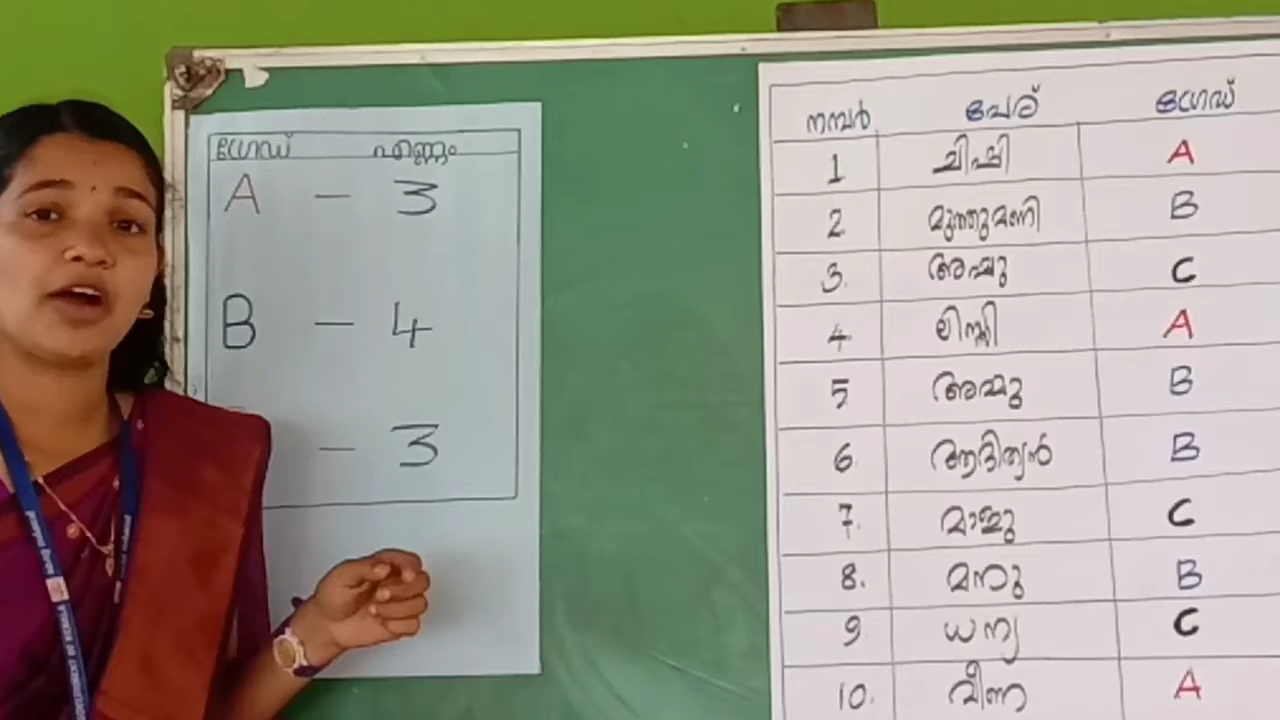 ഗ്രേഡ് എണ്ണം
A - 3
B - 4
- 3
നമ്പർ പേര് ഗ്രേഡ്
1 ചിഷി A
2. മുത്തുമണി B
3. അഷു C
4. ലിസ്സി A
5 അമ്മു B
6. ആദിത്യൻ B
7. മാളു C
8. മനു B
9 ധന്യ C
10. വീണ A